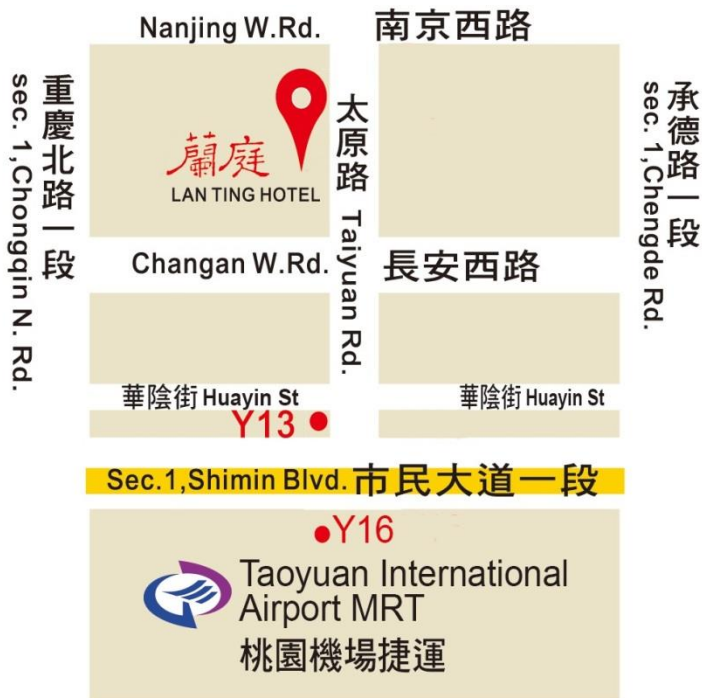 Nanjing W.Rd. 南京西路
重慶北路一段
sec. 1,Chongqin N. Rd.
蘭庭
LAN TING HOTEL
太原路 Taiyuan Rd.
承德路一段
sec. 1,Chengde Rd.
Changan W.Rd. 長安西路
華陰街 Huayin St
華陰街 Huayin St
Y13
Sec.1,Shimin Blvd. 市民大道一段
Y16
Taoyuan International
Airport MRT
桃園機場捷運